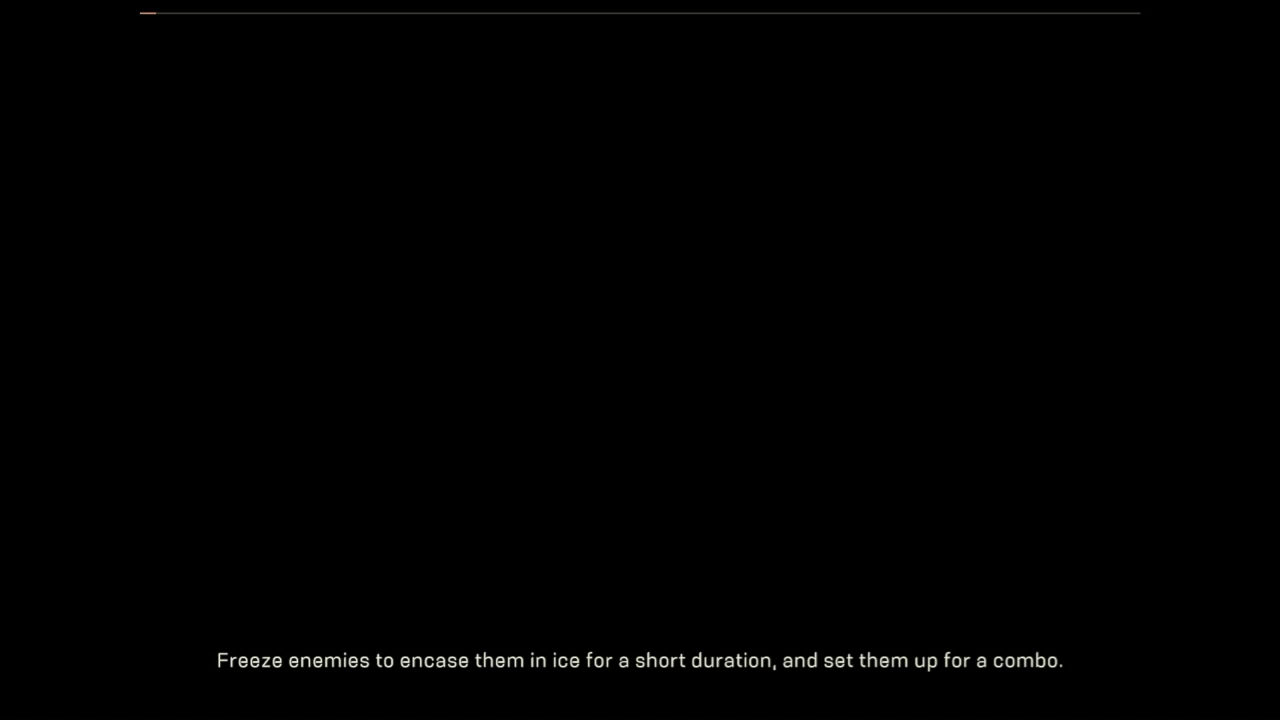 Freeze enemies to encase them in ice for a short duration, and set them up for a combo.